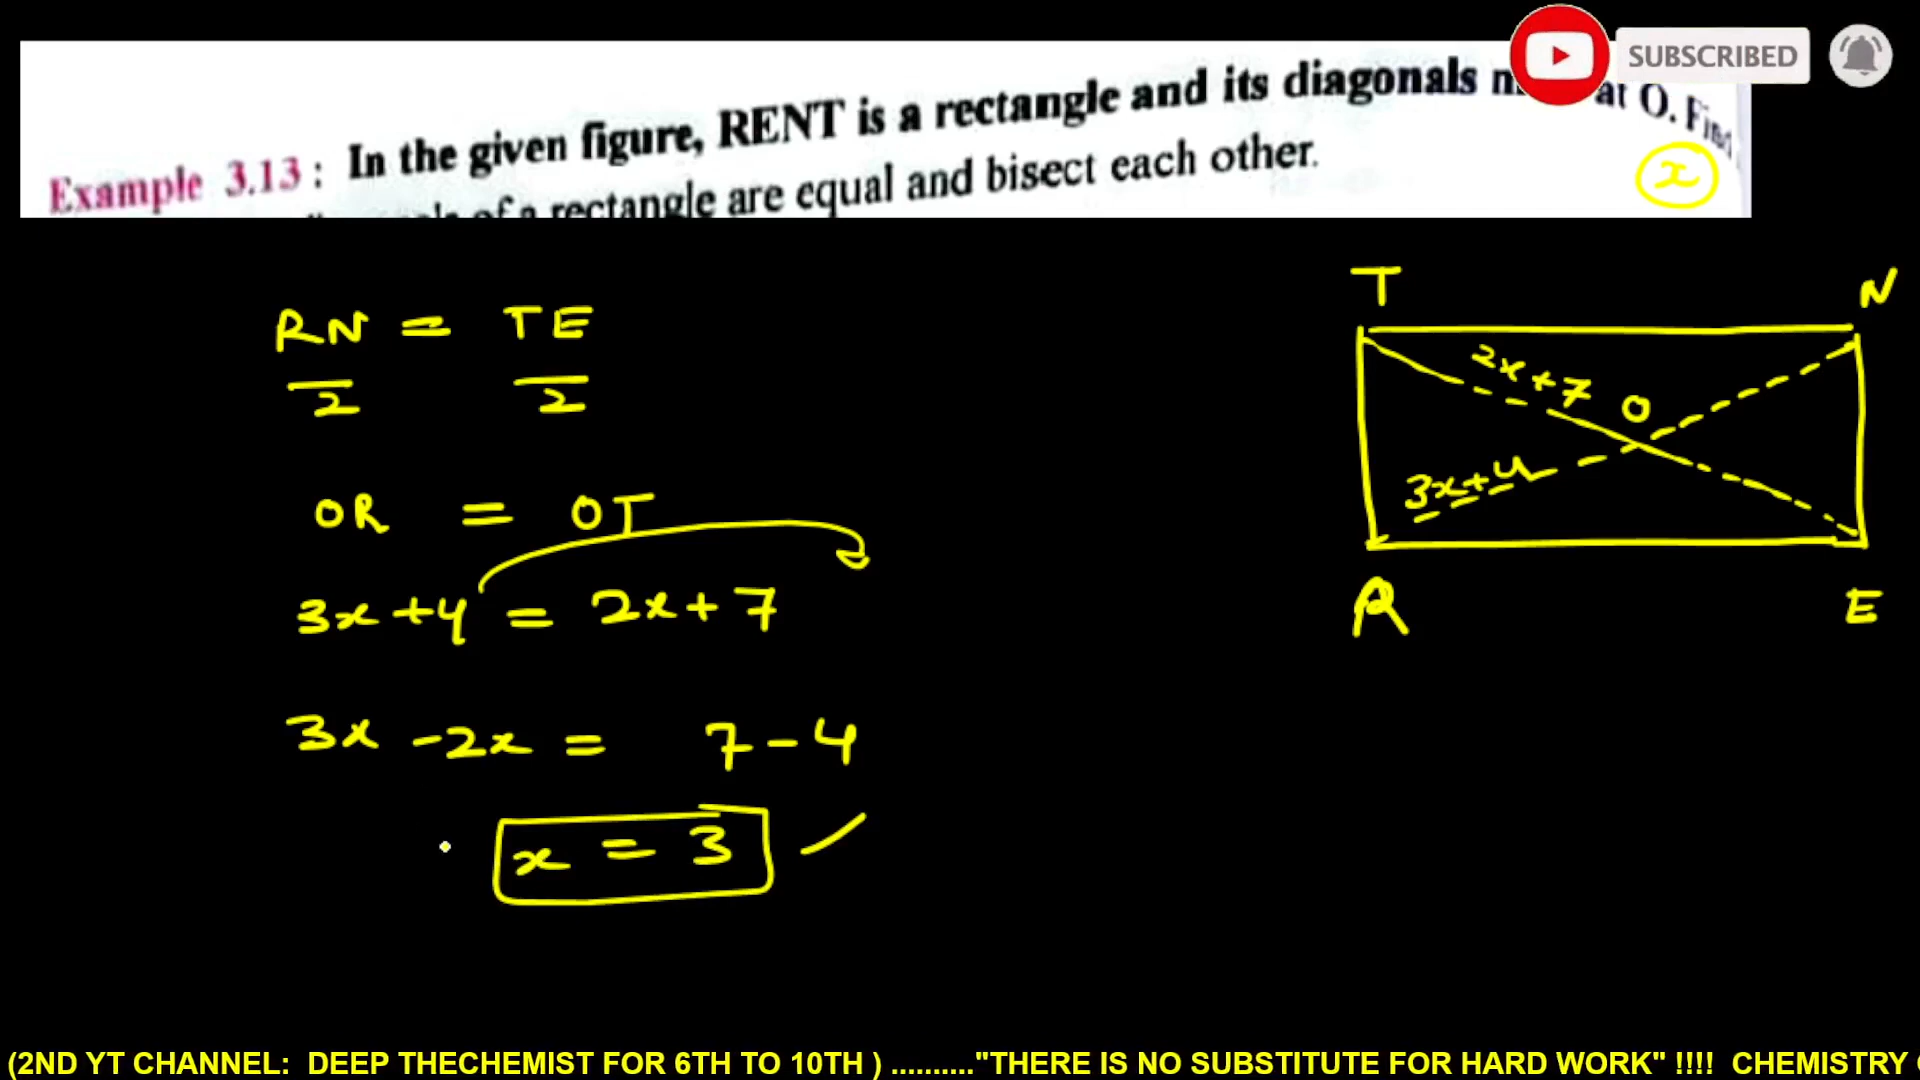 SUBSCRIBED
Example 3.13 : In the given figure, RENT is a rectangle and its diagonals at O. Find
x
of a rectangle are equal and bisect each other.
T N
RN = TE
2 2
2x+7 O
3x+4
OR = OT
3x+4 = 2x+7
R E
3x -2x = 7-4
x = 3
(2ND YT CHANNEL: DEEP THECHEMIST FOR 6TH TO 10TH ) .........."THERE IS NO SUBSTITUTE FOR HARD WORK" !!!! CHEMISTRY